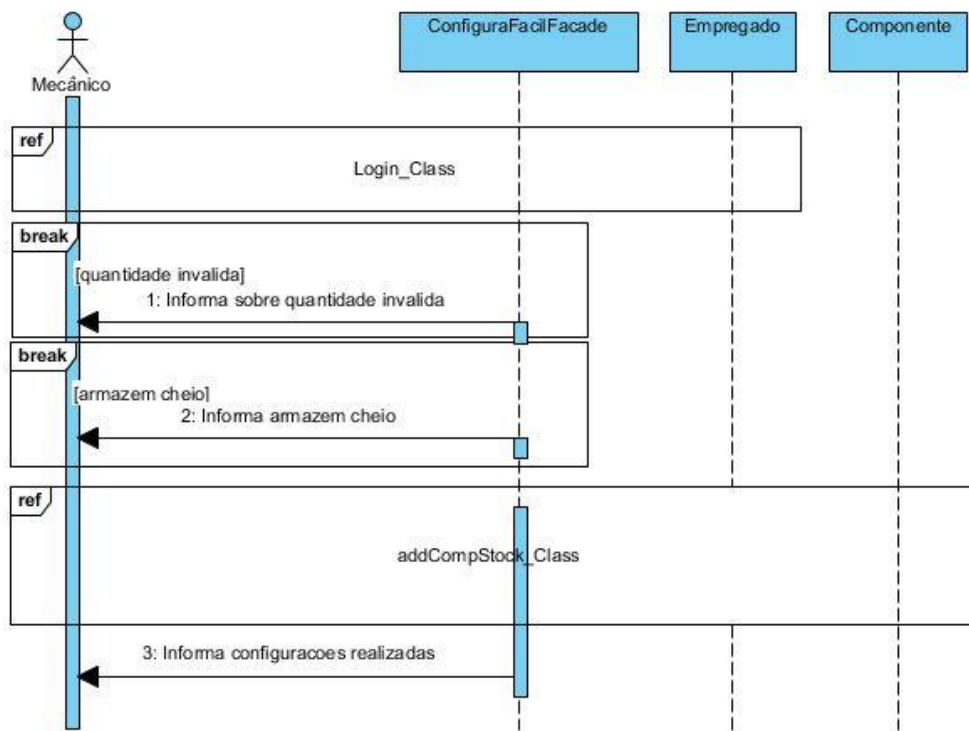 ConfiguraFacilFacade
Empregado
Componente
Mecânico
ref
Login_Class
break
[quantidade invalida]
1: Informa sobre quantidade invalida
break
[armazem cheio]
2: Informa armazem cheio
ref
addCompStock_Class
3: Informa configuracoes realizadas